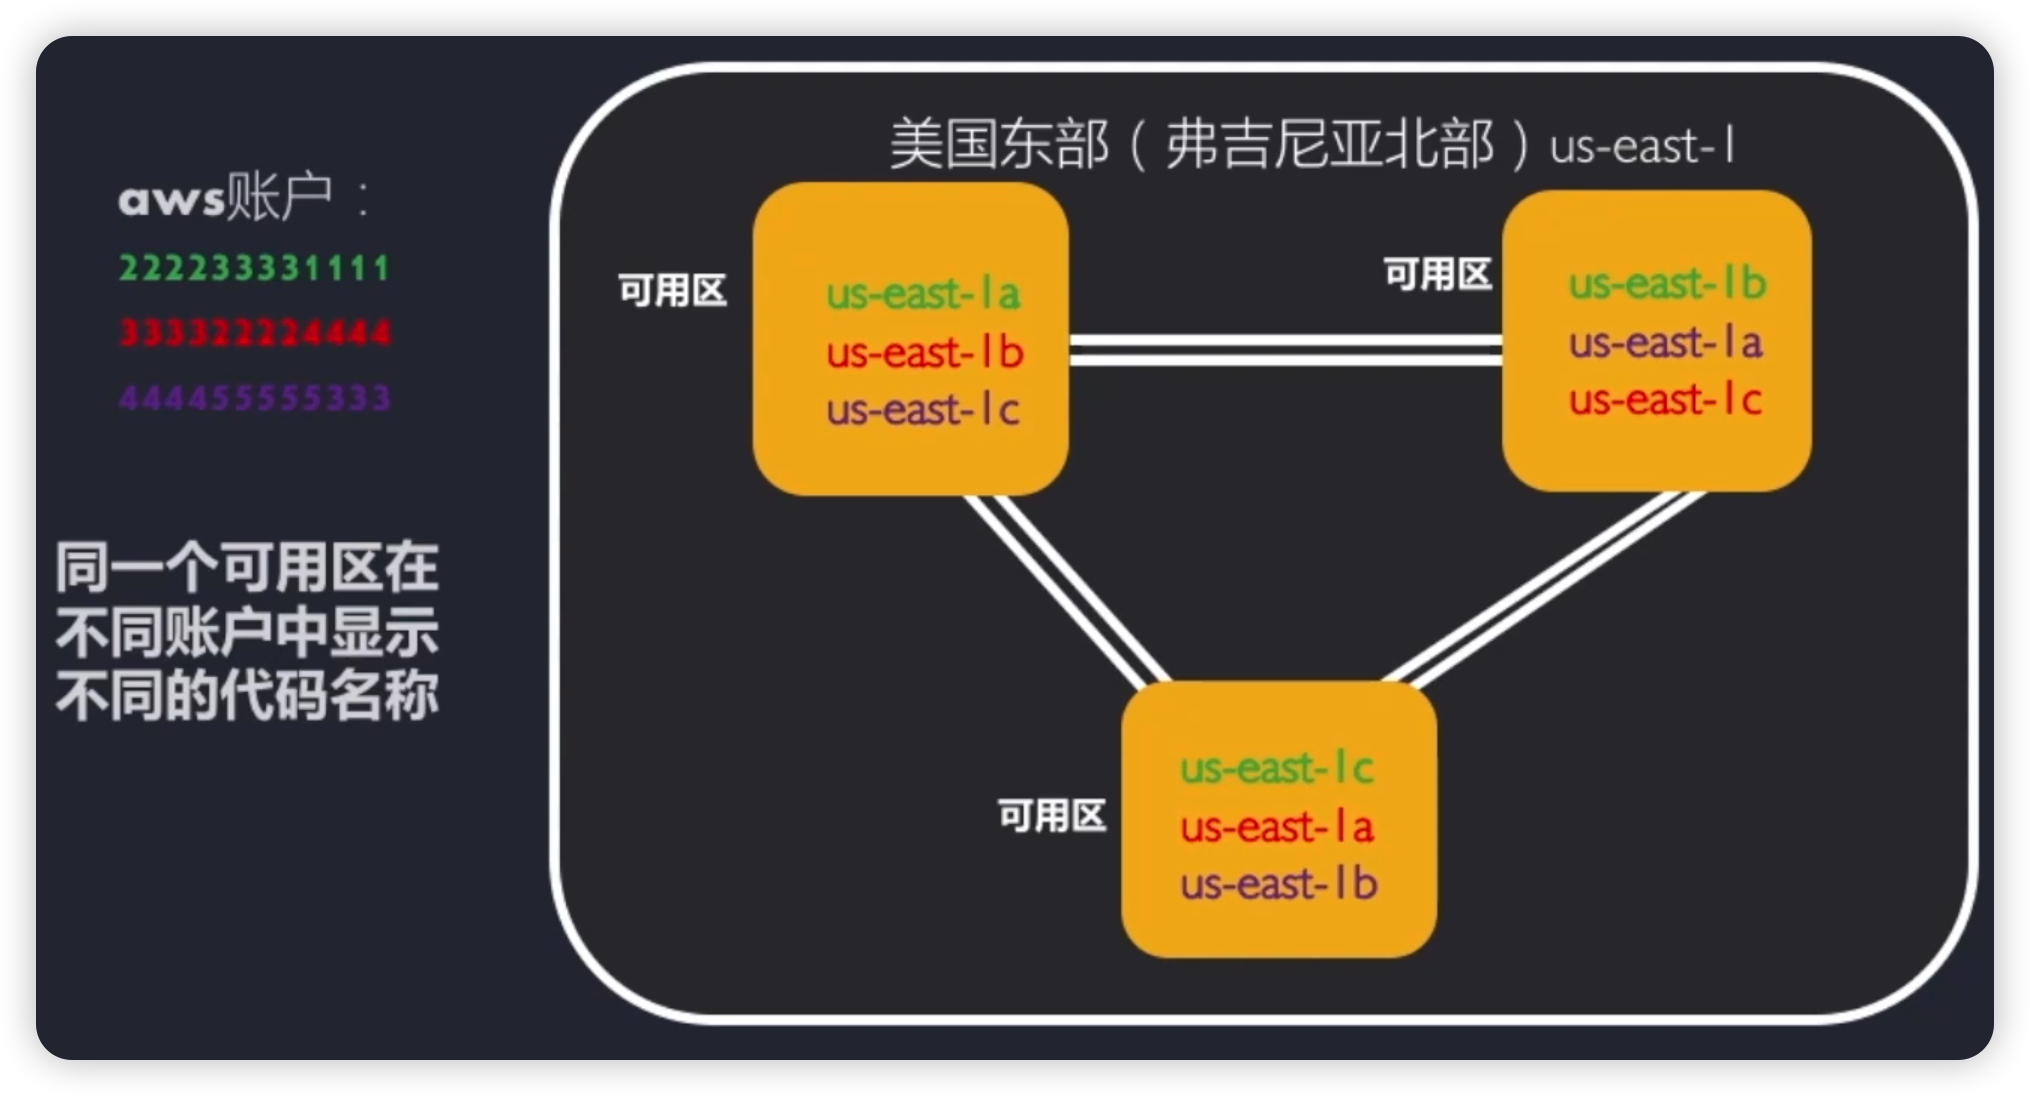 aws账户：
222233331111
333322224444
444455555333
同一个可用区在
不同账户中显示
不同的代码名称
美国东部（弗吉尼亚北部）us-east-1
可用区
us-east-1a
us-east-1b
us-east-1c
可用区
us-east-1b
us-east-1a
us-east-1c
可用区
us-east-1c
us-east-1a
us-east-1b